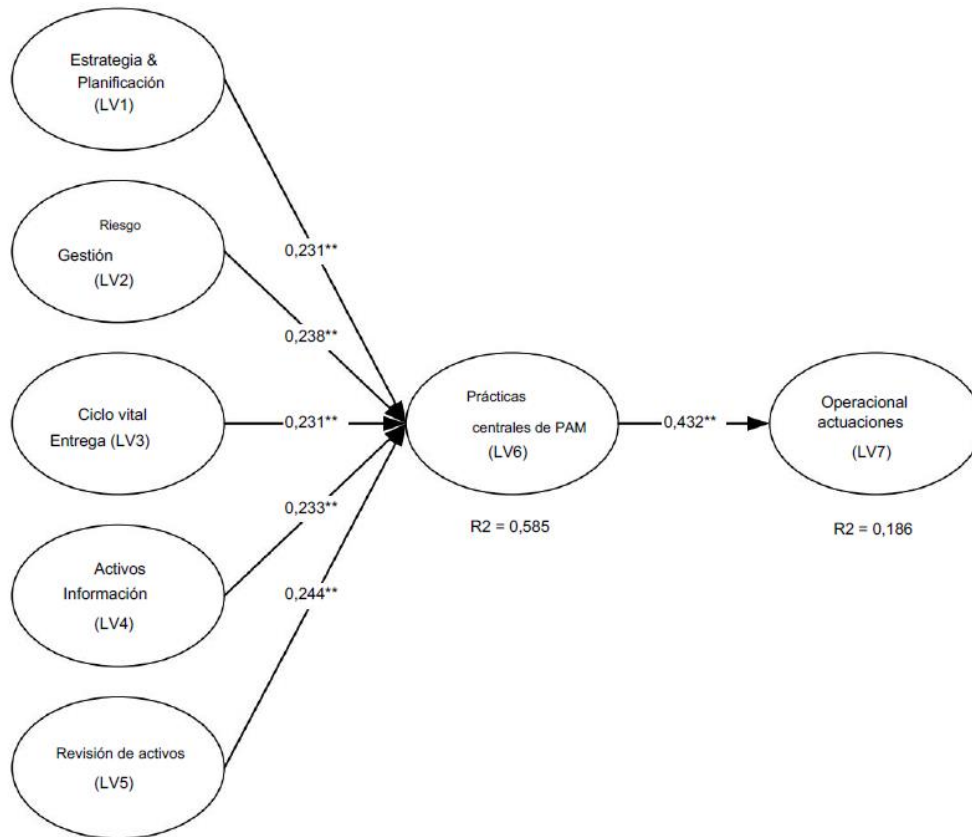 Estrategia &
Planificación
(LV1)
Riesgo
Gestión
(LV2)
Ciclo vital
Entrega (LV3)
Activos
Información
(LV4)
Revisión de activos
(LV5)
0,231**
0,238**
0,231**
0,233**
0,244**
Prácticas
centrales de PAM
(LV6)
R2 = 0,585
0,432**
Operacional
actuaciones
(LV7)
R2 = 0,186